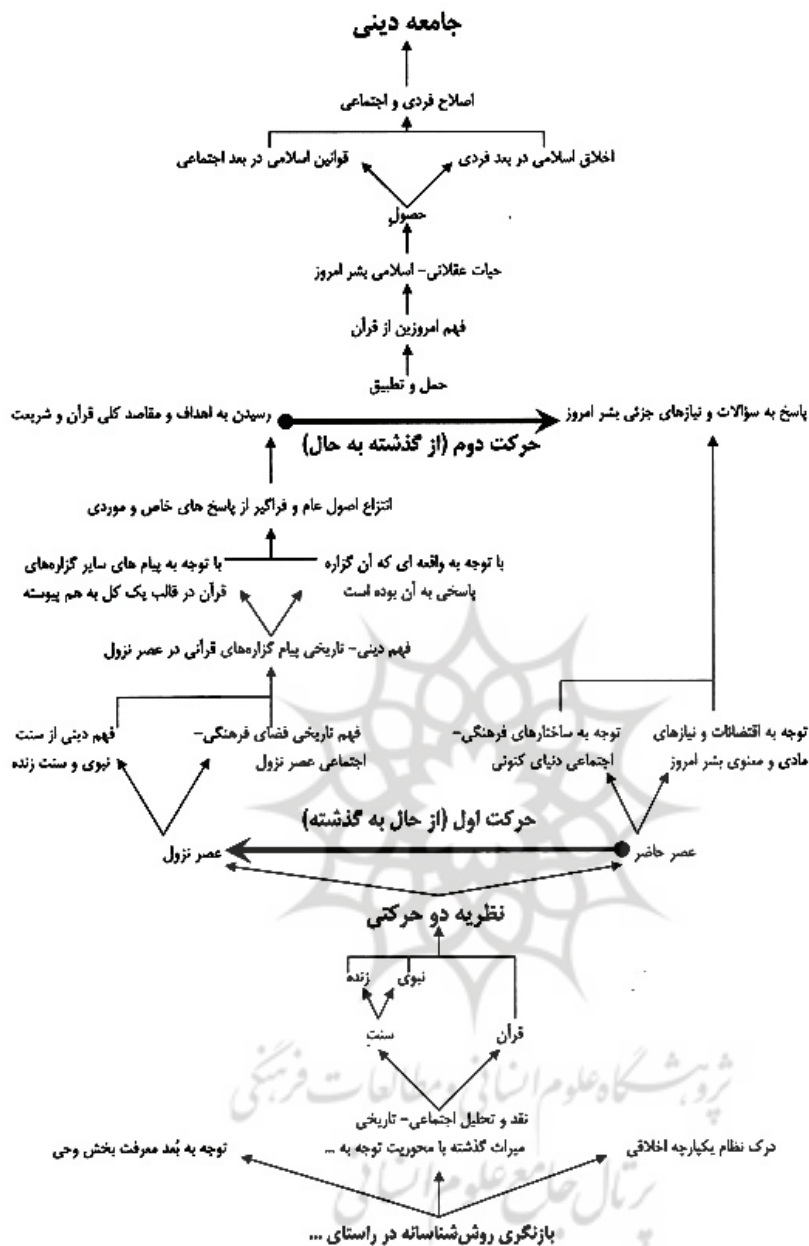 جامعه دینی
اصلاح فردی و اجتماعی
اخلاق اسلامی در بعد فردی
قوانین اسلامی در بعد اجتماعی
حصول
حیات عقلانی- اسلامی بشر امروز
فهم امروزین از قرآن
حمل و تطبیق
پاسخ به سؤالات و نیازهای جزئی بشر امروز
رسیدن به اهداف و مقاصد کلی قرآن و شریعت
حرکت دوم (از گذشته به حال)
انتزاع اصول عام و فراگیر از پاسخ های خاص و موردی
با توجه به واقعه ای که آن گزاره
پاسخی به آن بوده است
با توجه به پیام های سایر گزاره‌های
قرآن در قالب یک کل به هم پیوسته
فهم دینی- تاریخی پیام گزاره‌های قرآنی در عصر نزول
توجه به اقتضائات و نیازهای
مادی و معنوی بشر امروز
توجه به ساختارهای فرهنگی-
اجتماعی دنیای کنونی
فهم تاریخی فضای فرهنگی-
اجتماعی عصر نزول
فهم دینی از سنت
نبوی و سنت زنده
حرکت اول (از حال به گذشته)
عصر حاضر
عصر نزول
نظریه دو حرکتی
نبوی
زنده
قرآن
سنت
نقد و تحلیل اجتماعی- تاریخی
میراث گذشته با محوریت توجه به ...
درک نظام یکپارچه اخلاقی
توجه به بُعد معرفت بخش وحی
بازنگری روش‌شناسانه در راستای ...
پژوهشگاه علوم انسانی و مطالعات فرهنگی
پرتال جامع علوم انسانی